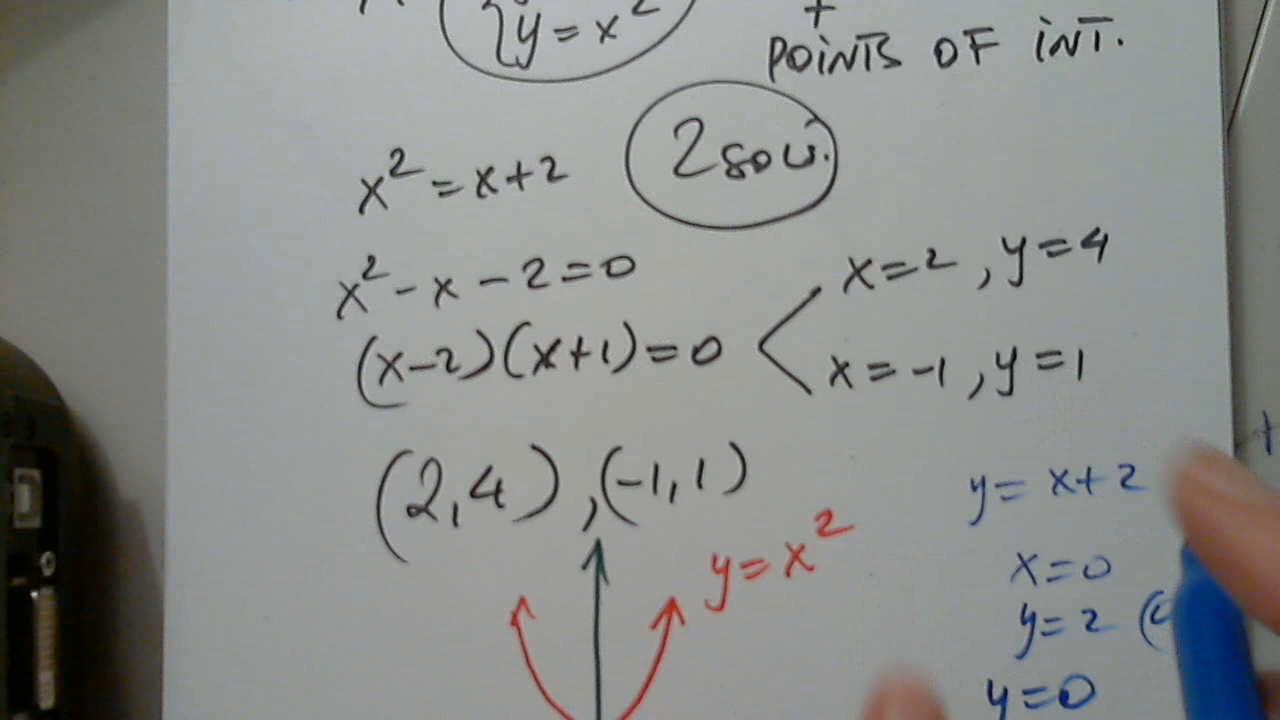 y = x²
+
POINTS OF INT.
x² = x+2
2 sol.
x² - x - 2 = 0
(x-2)(x+1) = 0
x=2, y=4
x=-1, y=1
(2,4), (-1,1)
y = x²
y = x+2
x=0
y=2 (
y=0